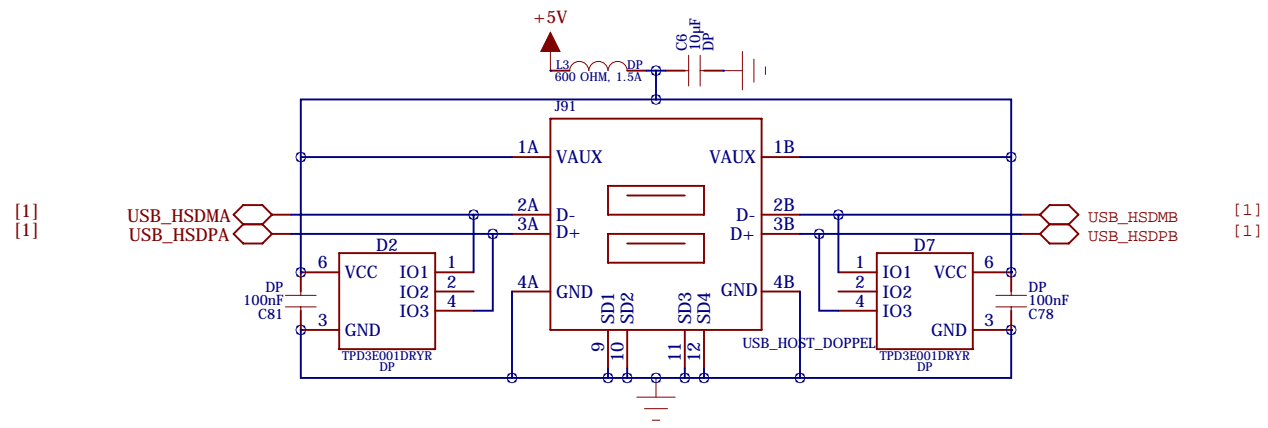 +5V
C6
10µF
DP
L3
DP
600 OHM, 1.5A
J91
1A
VAUX
VAUX
1B
[1]
USB_HSDMA
2A
D-
D-
2B
USB_HSDMB
[1]
[1]
USB_HSDPA
3A
D+
D+
3B
USB_HSDPB
[1]
D2
D7
6
VCC
IO1
1
1
IO1
VCC
6
IO2
2
2
IO2
IO3
4
4
IO3
DP
100nF
C81
3
GND
TPD3E001DRYR
DP
4A
GND
GND
4B
SD1
SD2
SD3
SD4
9
10
11
12
USB_HOST_DOPPEL
DP
100nF
C78
GND
3
TPD3E001DRYR
DP